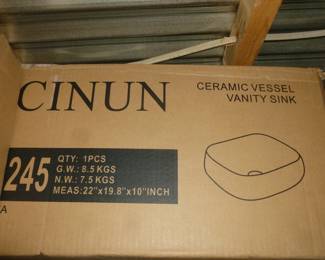 CINUN
CERAMIC VESSEL
VANITY SINK
245
QTY: 1PCS
G.W.: 8.5 KGS
N.W.: 7.5 KGS
MEAS:22"x19.8"x10"INCH
A